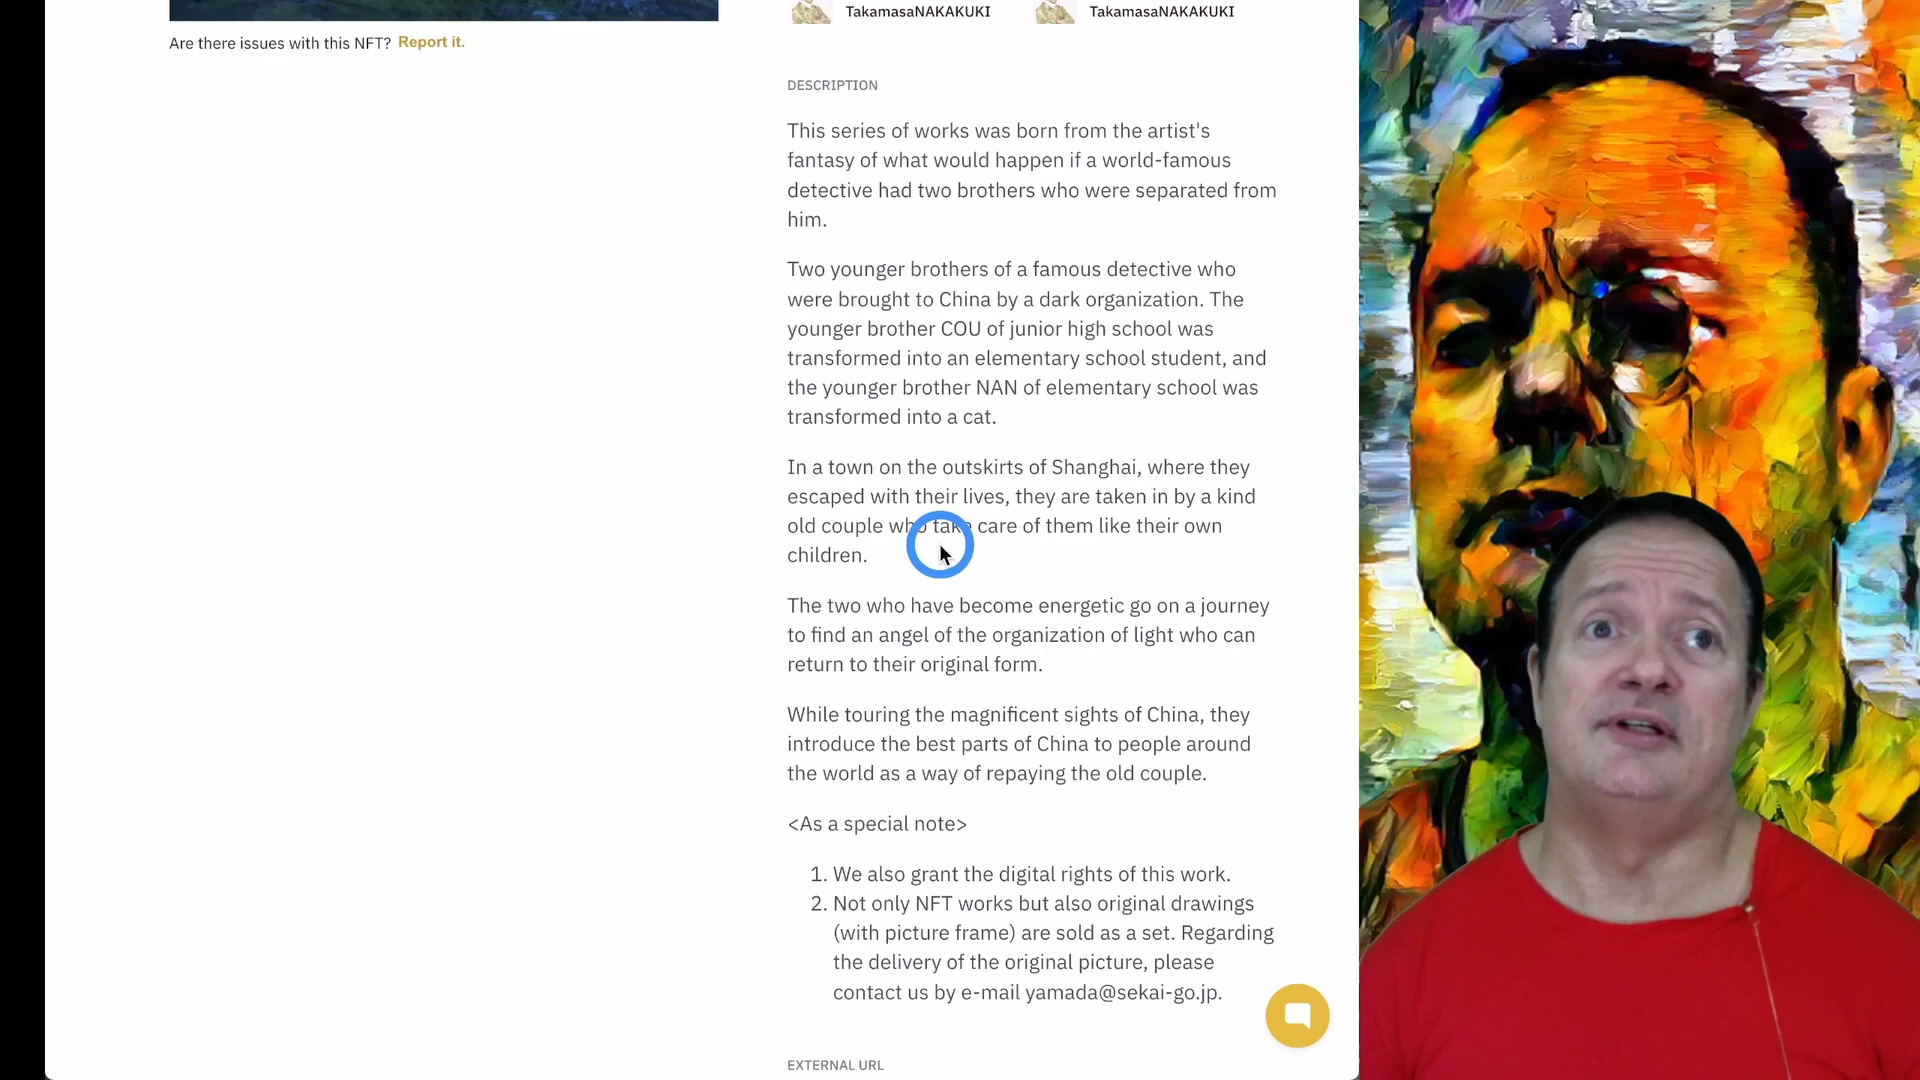 TakamasaNAKAKUKI
TakamasaNAKAKUKI
Are there issues with this NFT? Report it.
DESCRIPTION
This series of works was born from the artist's
fantasy of what would happen if a world-famous
detective had two brothers who were separated from
him.
Two younger brothers of a famous detective who
were brought to China by a dark organization. The
younger brother COU of junior high school was
transformed into an elementary school student, and
the younger brother NAN of elementary school was
transformed into a cat.
In a town on the outskirts of Shanghai, where they
escaped with their lives, they are taken in by a kind
old couple who take care of them like their own
children.
The two who have become energetic go on a journey
to find an angel of the organization of light who can
return to their original form.
While touring the magnificent sights of China, they
introduce the best parts of China to people around
the world as a way of repaying the old couple.
<As a special note>
1. We also grant the digital rights of this work.
2. Not only NFT works but also original drawings
(with picture frame) are sold as a set. Regarding
the delivery of the original picture, please
contact us by e-mail yamada@sekai-go.jp.
EXTERNAL URL